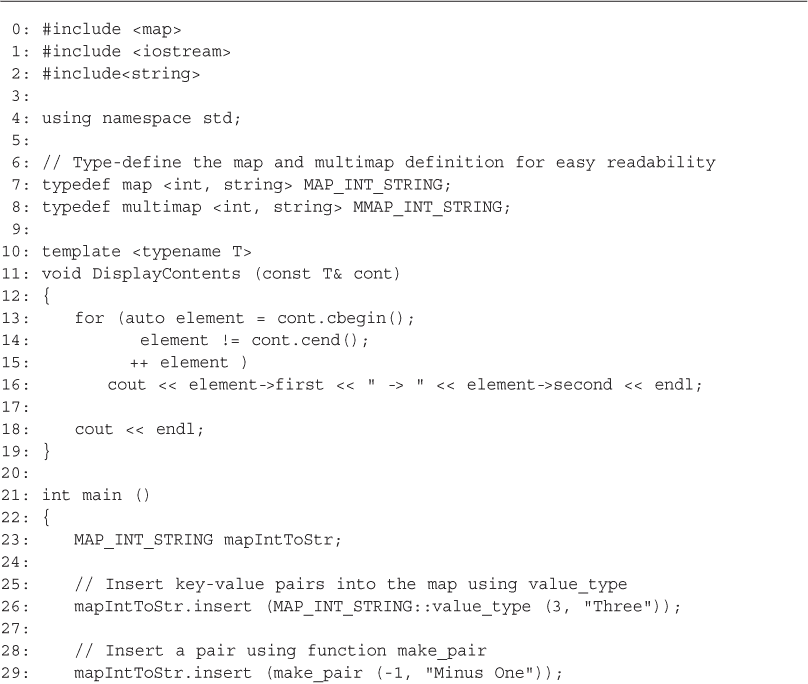 0: #include <map>
1: #include <iostream>
2: #include<string>
3:
4: using namespace std;
5:
6: // Type-define the map and multimap definition for easy readability
7: typedef map <int, string> MAP_INT_STRING;
8: typedef multimap <int, string> MMAP_INT_STRING;
9:
10: template <typename T>
11: void DisplayContents (const T& cont)
12: {
13:    for (auto element = cont.cbegin();
14:          element != cont.cend();
15:         ++ element )
16:       cout << element->first << " -> " << element->second << endl;
17:
18:    cout << endl;
19: }
20:
21: int main ()
22: {
23:    MAP_INT_STRING mapIntToStr;
24:
25:    // Insert key-value pairs into the map using value_type
26:    mapIntToStr.insert (MAP_INT_STRING::value_type (3, "Three"));
27:
28:    // Insert a pair using function make_pair
29:    mapIntToStr.insert (make_pair (-1, "Minus One"));